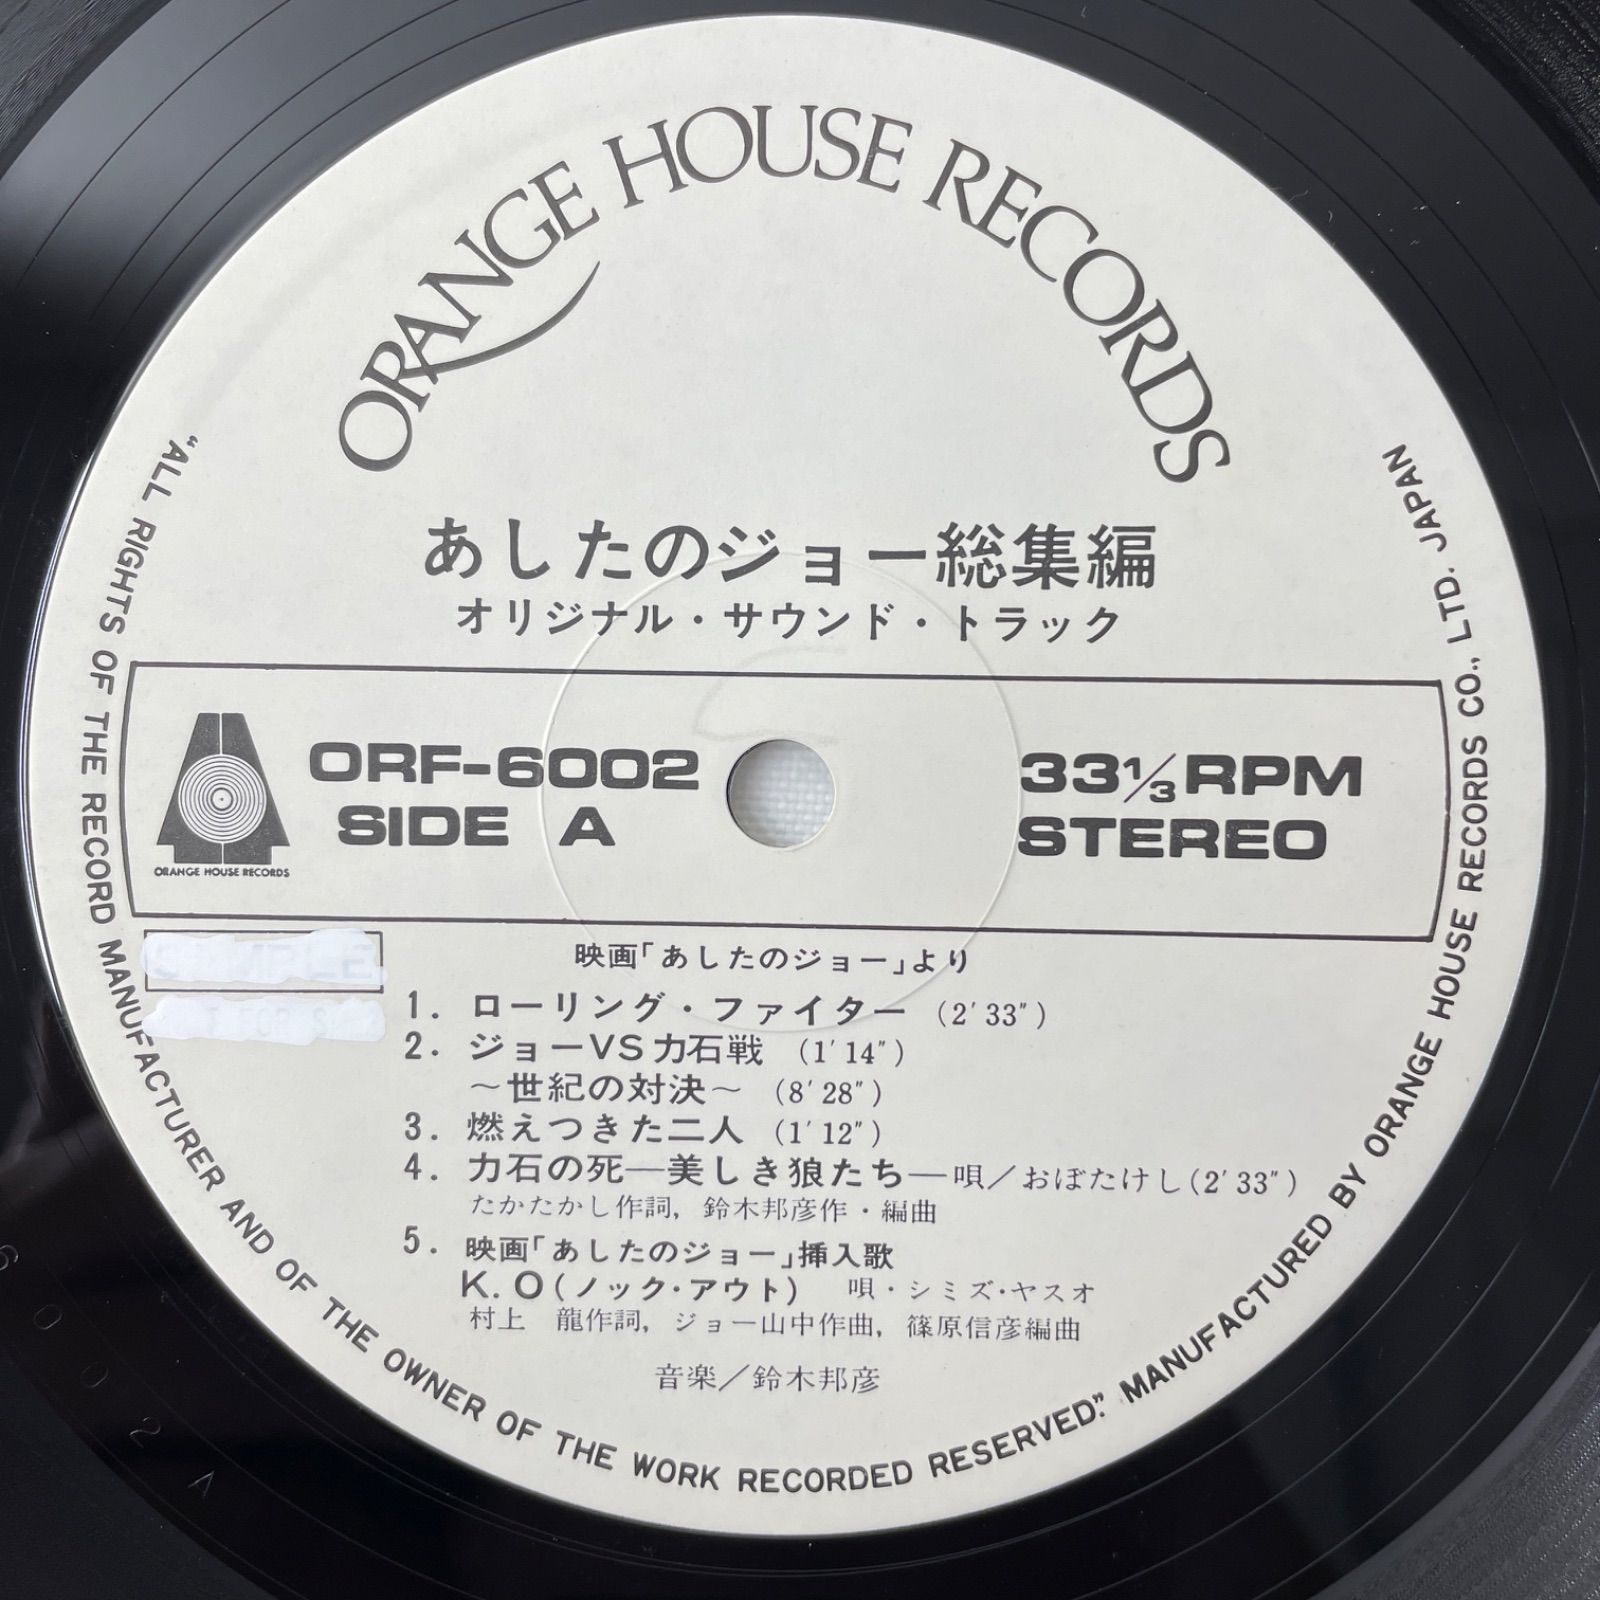 ORANGE HOUSE RECORDS
あしたのジョー総集編
オリジナル・サウンド・トラック
ORANGE HOUSE RECORDS
ORF-6002
SIDE A
33 1/3 RPM
STEREO
映画「あしたのジョー」より
1. ローリング・ファイター (2′33″)
2. ジョーVS力石戦 (1′14″)
～世紀の対決～ (8′28″)
3. 燃えつきた二人 (1′12″)
4. 力石の死―美しき狼たち―唄／おぼたけし(2′33″)
たかたかし作詞, 鈴木邦彦作・編曲
5. 映画「あしたのジョー」挿入歌
K.O(ノック・アウト) 唄・シミズ・ヤスオ
村上 龍作詞, ジョー山中作曲, 篠原信彦編曲
音楽／鈴木邦彦
"ALL RIGHTS OF THE RECORD MANUFACTURER AND OF THE OWNER OF THE WORK RECORDED RESERVED." MANUFACTURED BY ORANGE HOUSE RECORDS CO., LTD. JAPAN
6002A